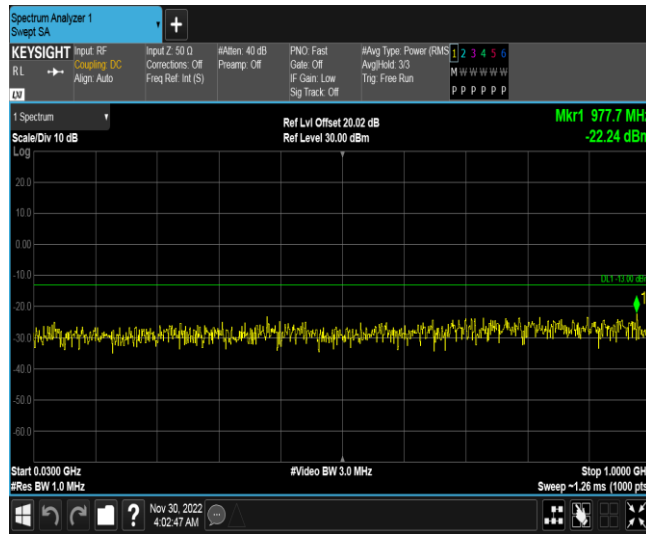 Spectrum Analyzer 1
Swept SA
+
KEYSIGHT Input: RF Input Z: 50 Ω #Atten: 40 dB PNO: Fast #Avg Type: Power (RMS 1 2 3 4 5 6
RL Coupling: DC Corrections: Off Preamp: Off Gate: Off Avg|Hold: 3/3 M W W W W W
Align: Auto Freq Ref: Int (S) IF Gain: Low Trig: Free Run
LXI Sig Track: Off P P P P P P
1 Spectrum Ref Lvl Offset 20.02 dB Mkr1 977.7 MHz
Scale/Div 10 dB Ref Level 30.00 dBm -22.24 dBm
Log
20.0
10.0
0.00
-10.0
DL1 -13.00 dBm
-20.0
1
-30.0
-40.0
-50.0
-60.0
Start 0.0300 GHz #Video BW 3.0 MHz Stop 1.0000 GH
#Res BW 1.0 MHz Sweep ~1.26 ms (1000 pts
? Nov 30, 2022
4:02:47 AM